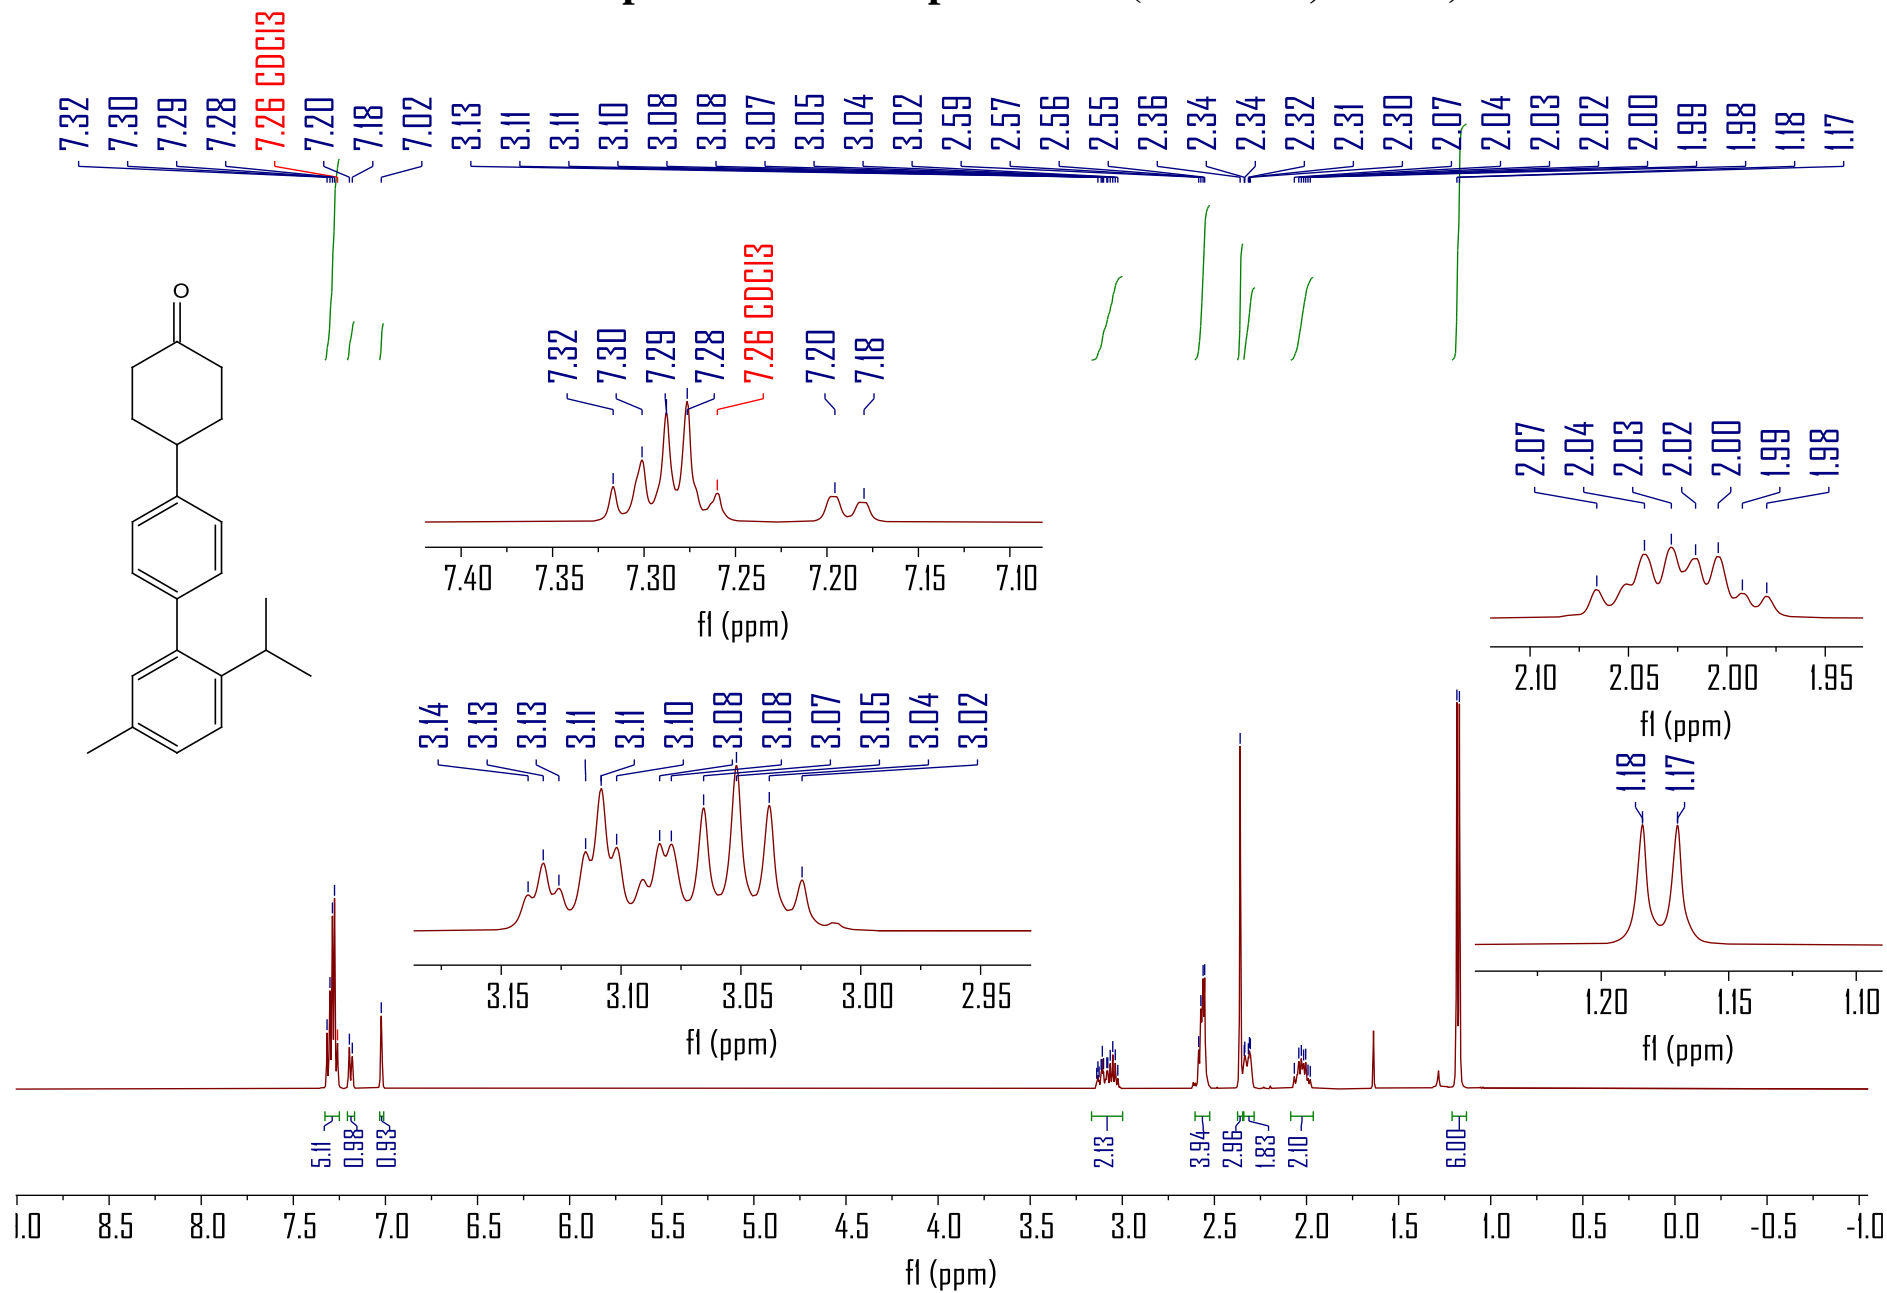 7.32 7.30 7.29 7.28 7.26 CDCl3 7.20 7.18 7.02 3.13 3.11 3.11 3.10 3.08 3.08 3.07 3.05 3.04 3.02 2.59 2.57 2.56 2.55 2.36 2.34 2.34 2.32 2.31 2.30 2.07 2.04 2.03 2.02 2.00 1.99 1.98 1.18 1.17
O
7.32 7.30 7.29 7.28 7.26 CDCl3 7.20 7.18
7.40 7.35 7.30 7.25 7.20 7.15 7.10
f1 (ppm)
2.07 2.04 2.03 2.02 2.00 1.99 1.98
2.10 2.05 2.00 1.95
f1 (ppm)
3.14 3.13 3.13 3.11 3.11 3.10 3.08 3.08 3.07 3.05 3.04 3.02
3.15 3.10 3.05 3.00 2.95
f1 (ppm)
1.18 1.17
1.20 1.15 1.10
f1 (ppm)
5.11 0.98 0.93 2.13 3.94 2.96 1.83 2.10 6.00
.0 8.5 8.0 7.5 7.0 6.5 6.0 5.5 5.0 4.5 4.0 3.5 3.0 2.5 2.0 1.5 1.0 0.5 0.0 -0.5 -1.0
f1 (ppm)